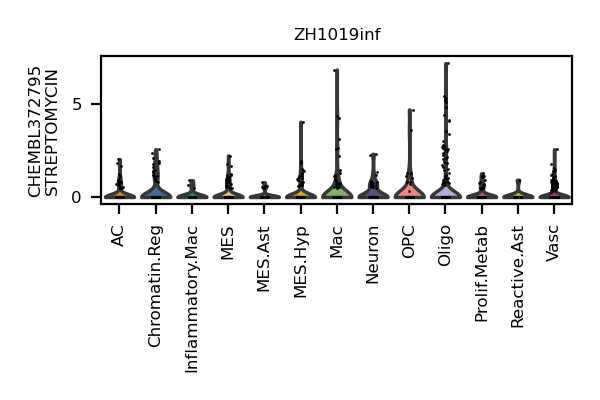 ZH1019inf
CHEMBL372795
STREPTOMYCIN
5
0
AC
Chromatin.Reg
Inflammatory.Mac
MES
MES.Ast
MES.Hyp
Mac
Neuron
OPC
Oligo
Prolif.Metab
Reactive.Ast
Vasc